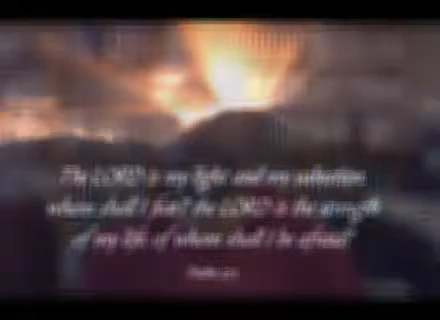 The LORD is my light and my salvation
whom shall I fear? the LORD is the strength
of my life of whom shall I be afraid?